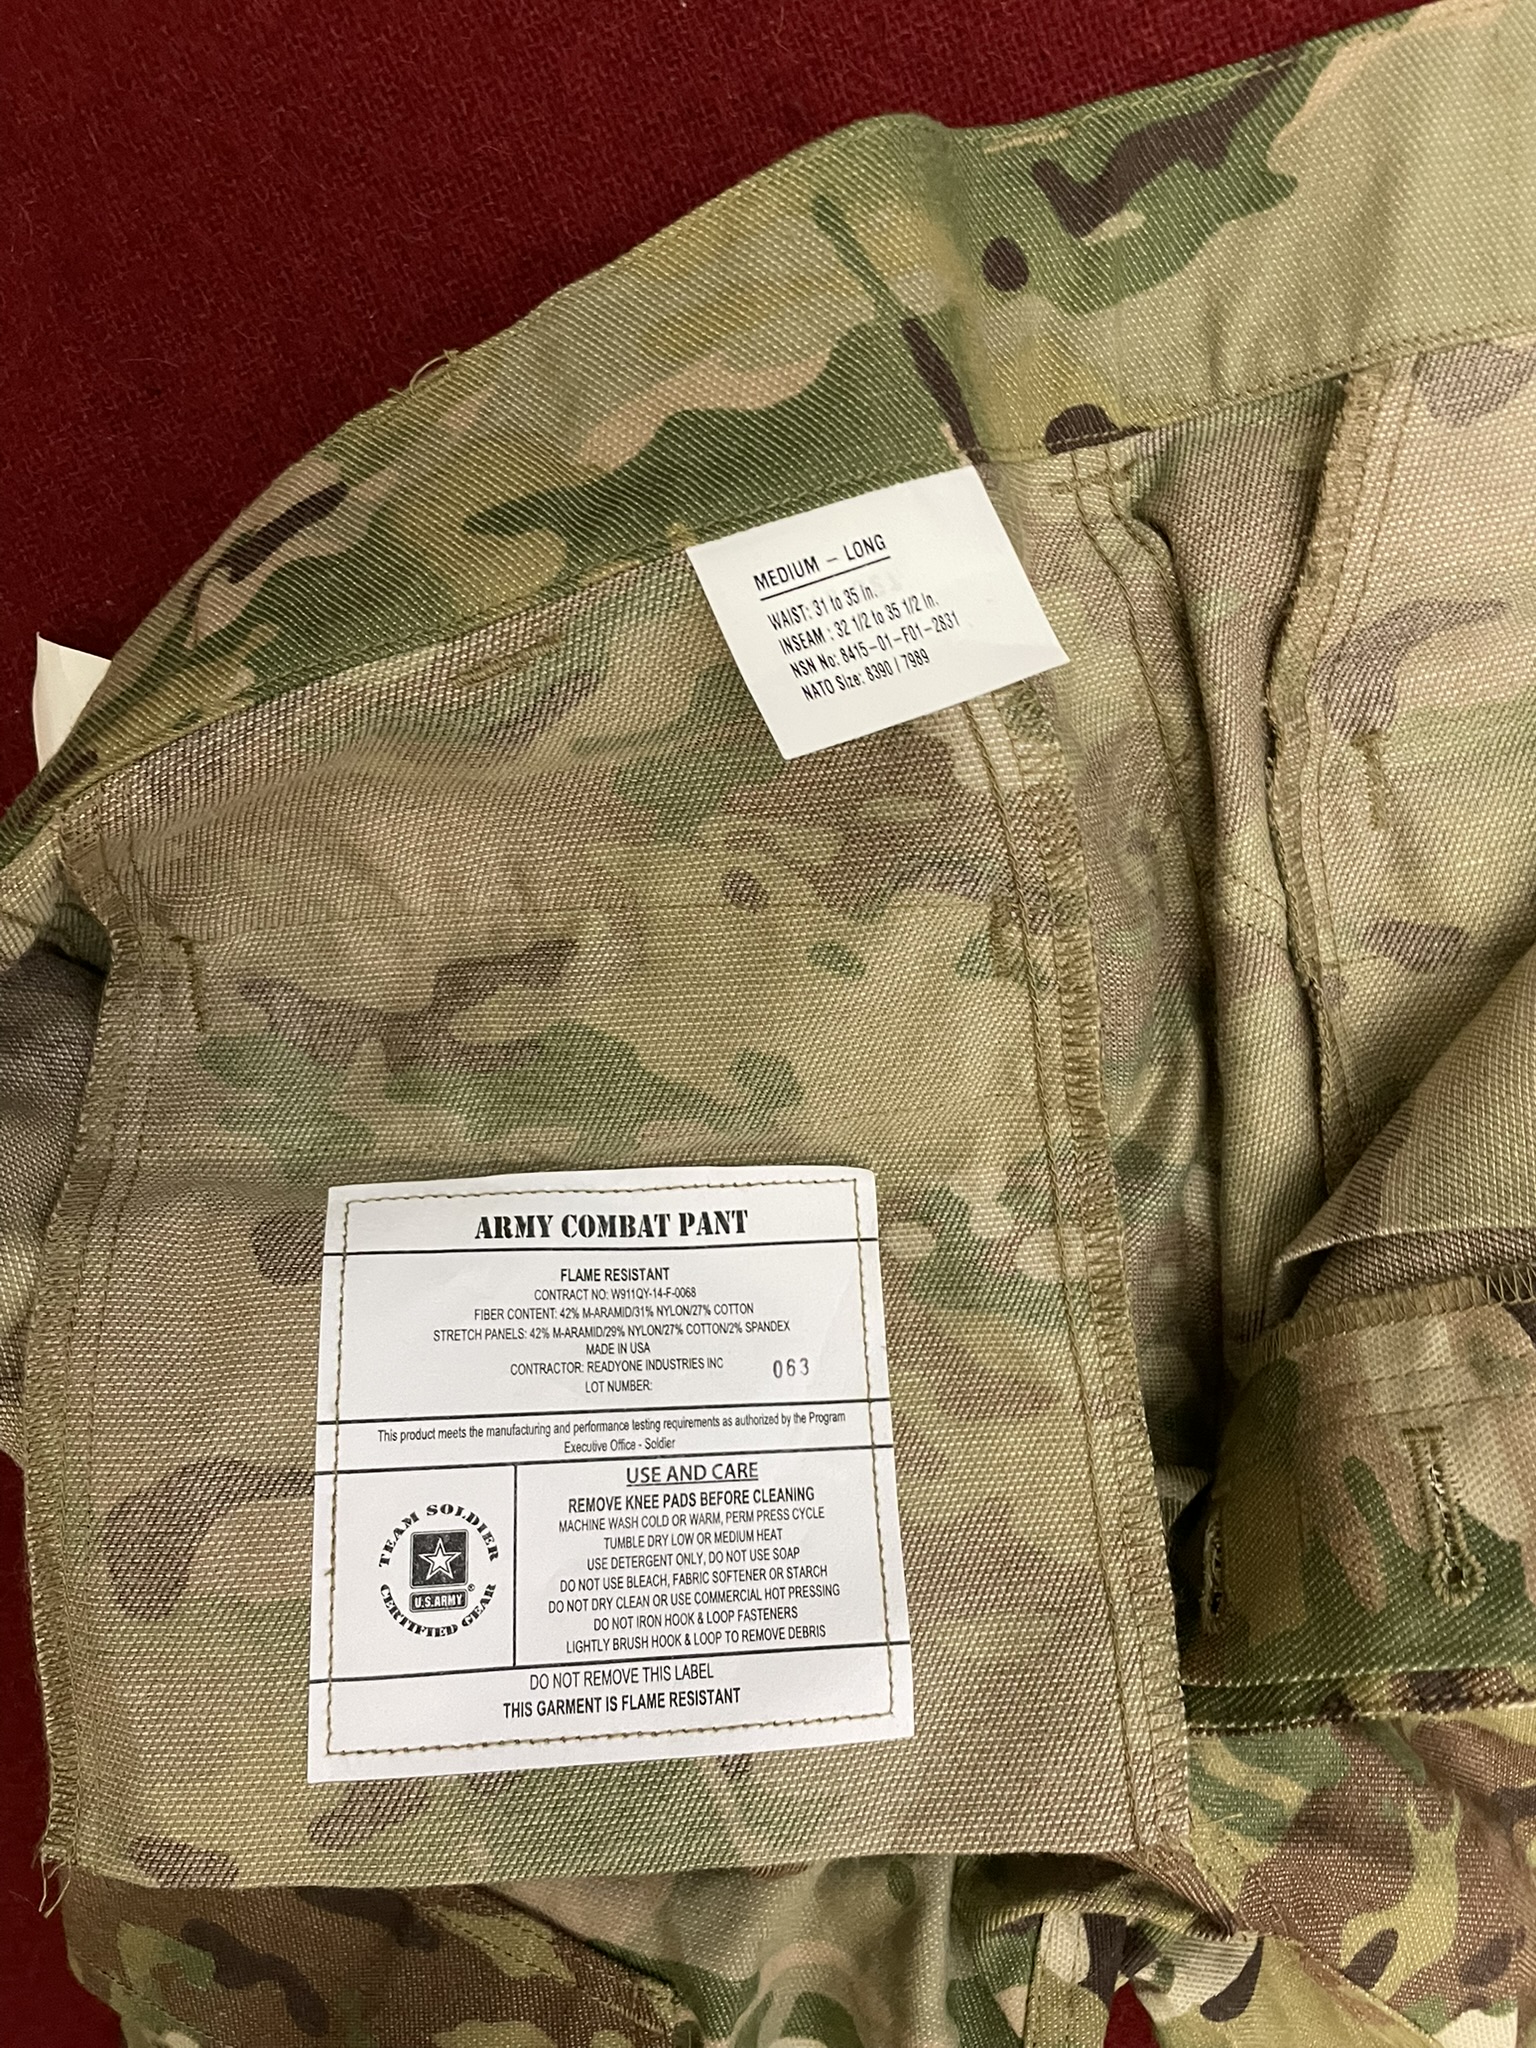 MEDIUM – LONG
WAIST: 31 to 35 In.
INSEAM : 32 1/2 to 35 1/2 In.
NSN No: 8415-01-F01-2831
NATO Size: 8390 / 7989
ARMY COMBAT PANT
FLAME RESISTANT
CONTRACT NO: W911QY-14-F-0068
FIBER CONTENT: 42% M-ARAMID/31% NYLON/27% COTTON
STRETCH PANELS: 42% M-ARAMID/29% NYLON/27% COTTON/2% SPANDEX
MADE IN USA
CONTRACTOR: READYONE INDUSTRIES INC
LOT NUMBER: 063
This product meets the manufacturing and performance testing requirements as authorized by the Program
Executive Office - Soldier
TEAM SOLDIER
U.S.ARMY®
CERTIFIED GEAR
USE AND CARE
REMOVE KNEE PADS BEFORE CLEANING
MACHINE WASH COLD OR WARM, PERM PRESS CYCLE
TUMBLE DRY LOW OR MEDIUM HEAT
USE DETERGENT ONLY, DO NOT USE SOAP
DO NOT USE BLEACH, FABRIC SOFTENER OR STARCH
DO NOT DRY CLEAN OR USE COMMERCIAL HOT PRESSING
DO NOT IRON HOOK & LOOP FASTENERS
LIGHTLY BRUSH HOOK & LOOP TO REMOVE DEBRIS
DO NOT REMOVE THIS LABEL
THIS GARMENT IS FLAME RESISTANT